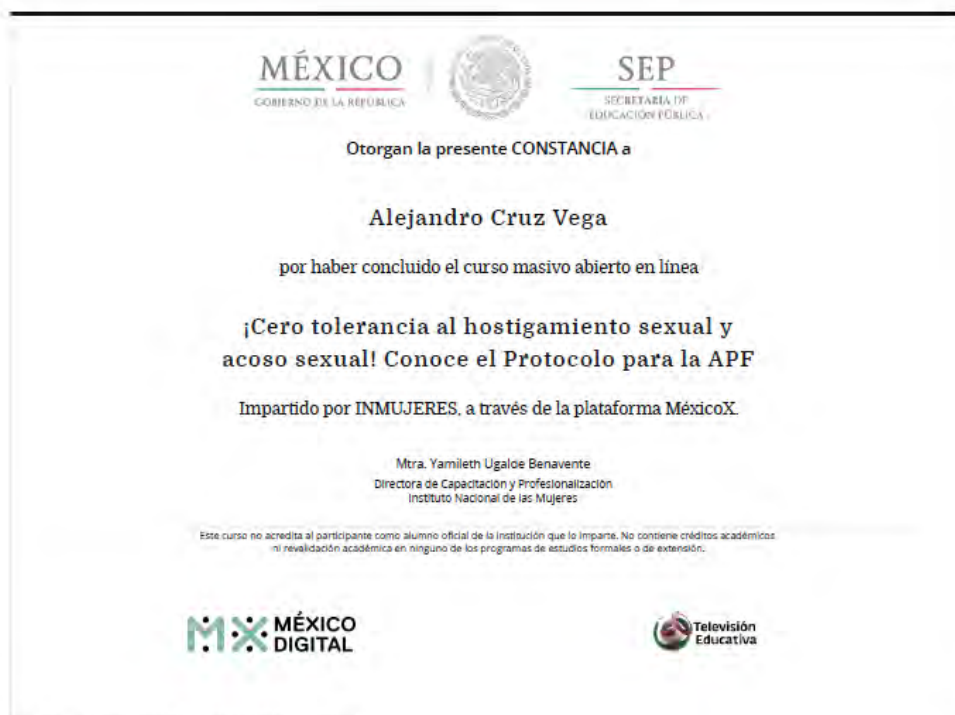 MÉXICO
GOBIERNO DE LA REPÚBLICA
SEP
SECRETARÍA DE
EDUCACIÓN PÚBLICA
Otorgan la presente CONSTANCIA a
Alejandro Cruz Vega
por haber concluido el curso masivo abierto en línea
¡Cero tolerancia al hostigamiento sexual y
acoso sexual! Conoce el Protocolo para la APF
Impartido por INMUJERES, a través de la plataforma MéxicoX.
Mtra. Yamileth Ugalde Benavente
Directora de Capacitación y Profesionalización
Instituto Nacional de las Mujeres
Este curso no acredita al participante como alumno oficial de la institución que lo imparte. No contiene créditos académicos
ni revalidación académica en ninguno de los programas de estudios formales o de extensión.
MX MÉXICO
DIGITAL
Televisión
Educativa